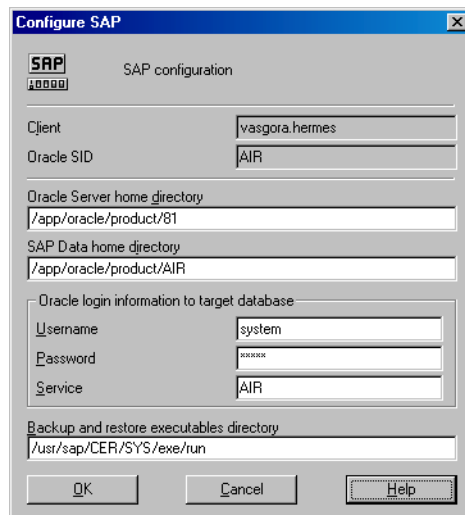 Configure SAP
SAP
SAP configuration
Client vasgora.hermes
Oracle SID AIR
Oracle Server home directory
/app/oracle/product/81
SAP Data home directory
/app/oracle/product/AIR
Oracle login information to target database
Username system
Password xxxxx
Service AIR
Backup and restore executables directory
/usr/sap/CER/SYS/exe/run
OK Cancel Help